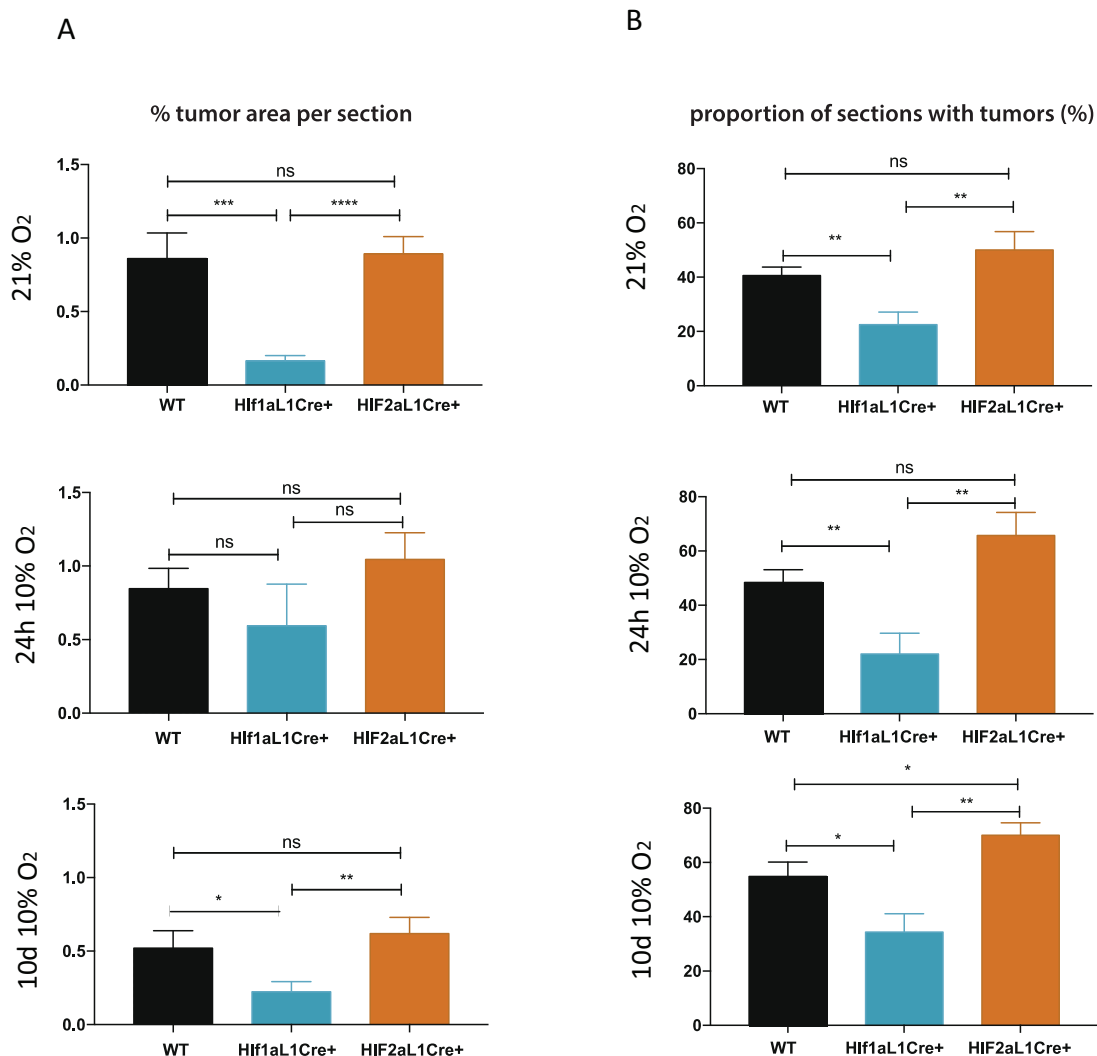 A
B
% tumor area per section
proportion of sections with tumors (%)
21% O2
1.5
1.0
0.5
0.0
ns
***
****
WT
HIf1aL1Cre+
HIF2aL1Cre+
21% O2
80
60
40
20
0
ns
**
**
WT
HIf1aL1Cre+
HIF2aL1Cre+
24h 10% O2
1.5
1.0
0.5
0.0
ns
ns
ns
WT
HIf1aL1Cre+
HIF2aL1Cre+
24h 10% O2
80
60
40
20
0
ns
**
**
WT
HIf1aL1Cre+
HIF2aL1Cre+
10d 10% O2
1.5
1.0
0.5
0.0
ns
*
**
WT
HIf1aL1Cre+
HIF2aL1Cre+
10d 10% O2
80
60
40
20
0
*
*
**
WT
HIf1aL1Cre+
HIF2aL1Cre+